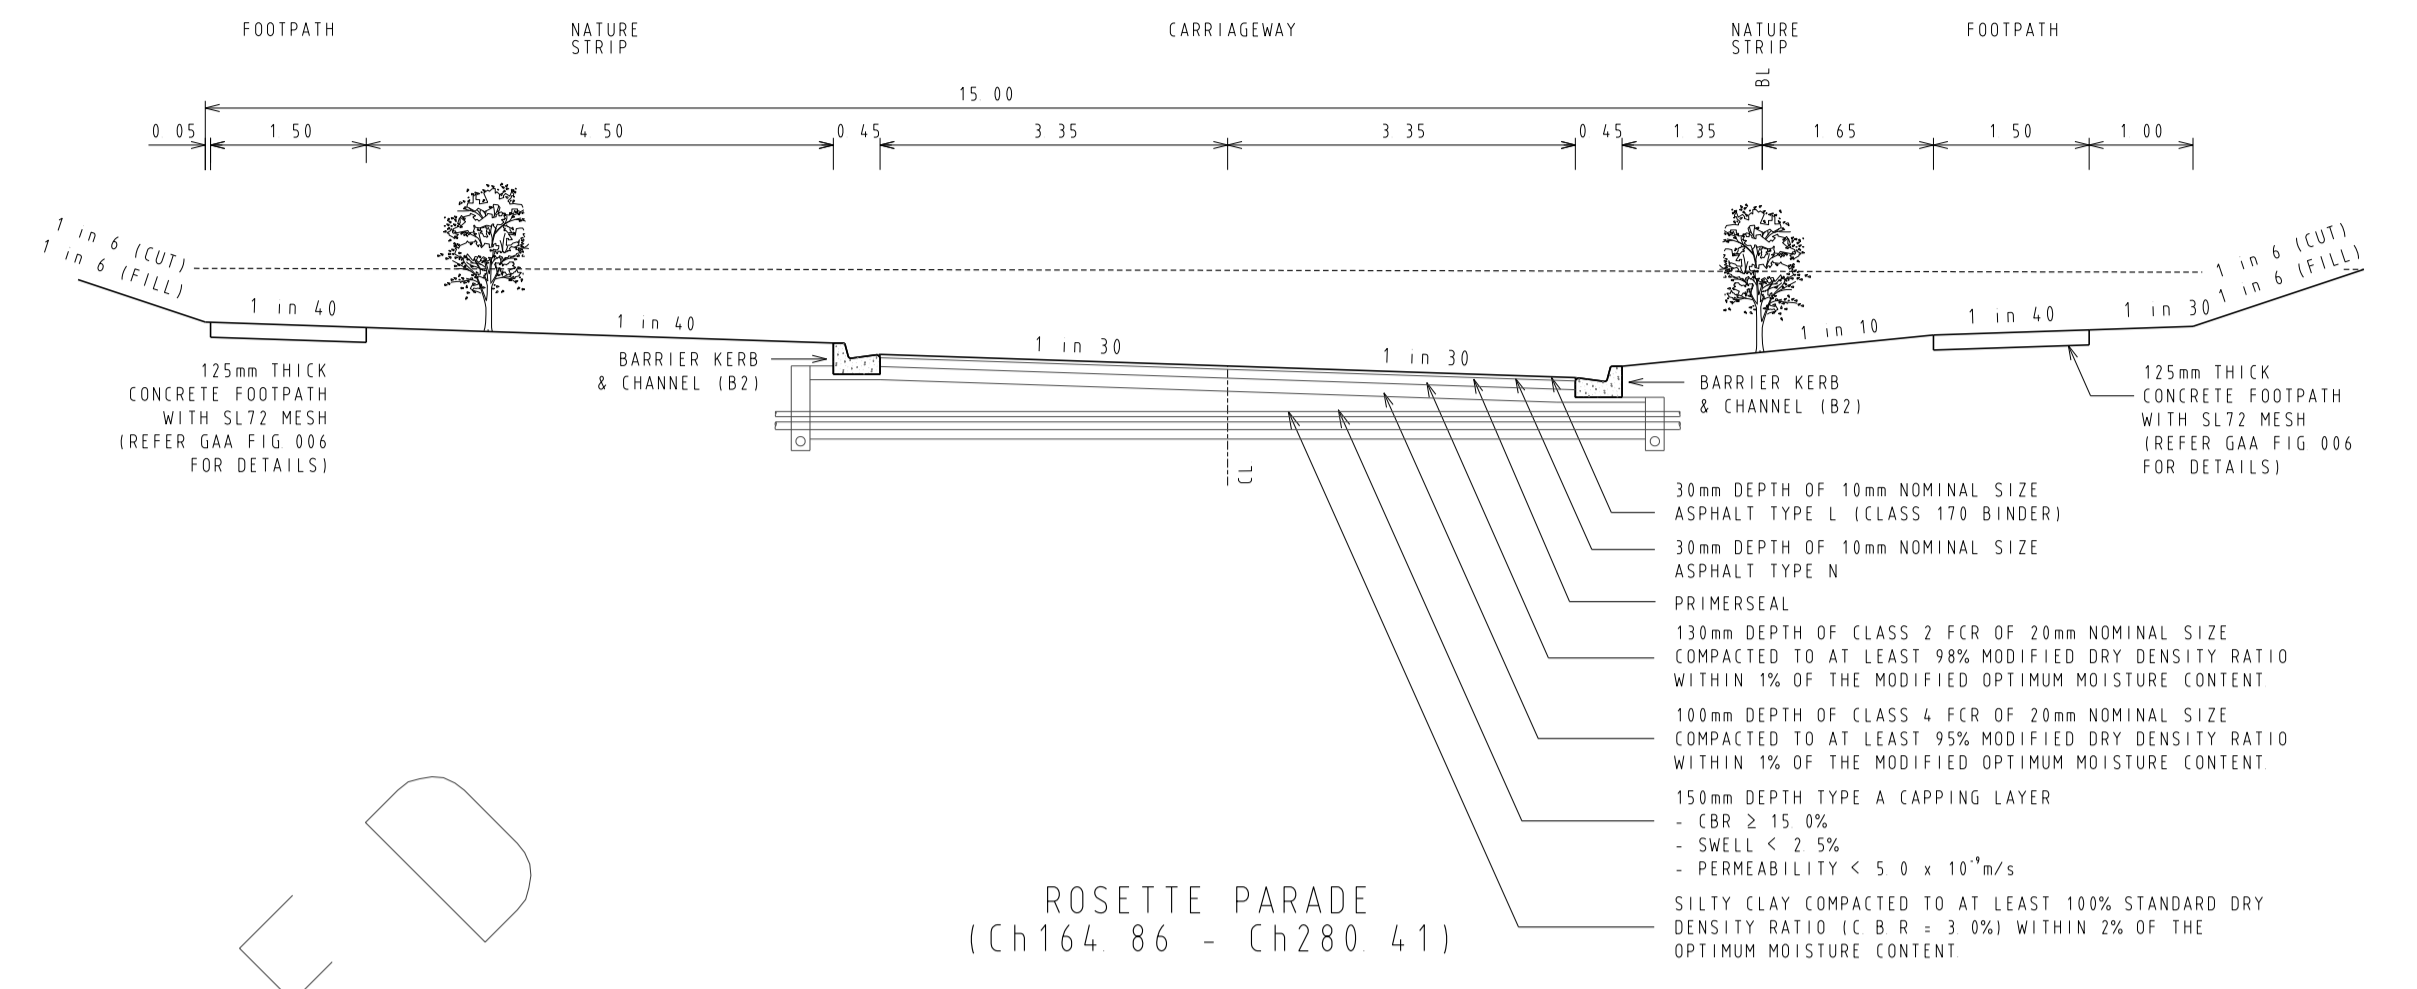 FOOTPATH
NATURE
STRIP
CARRIAGEWAY
NATURE
STRIP
FOOTPATH
BL
15.00
0.05
1.50
4.50
0.45
3.35
3.35
0.45
1.35
1.65
1.50
1.00
1 in 6 (CUT)
1 in 6 (FILL)
1 in 40
1 in 40
1 in 30
1 in 30
1 in 10
1 in 40
1 in 30
1 in 6 (CUT)
1 in 6 (FILL)
125mm THICK
CONCRETE FOOTPATH
WITH SL72 MESH
(REFER GAA FIG 006
FOR DETAILS)
BARRIER KERB
& CHANNEL (B2)
CL
BARRIER KERB
& CHANNEL (B2)
125mm THICK
CONCRETE FOOTPATH
WITH SL72 MESH
(REFER GAA FIG 006
FOR DETAILS)
30mm DEPTH OF 10mm NOMINAL SIZE
ASPHALT TYPE L (CLASS 170 BINDER)
30mm DEPTH OF 10mm NOMINAL SIZE
ASPHALT TYPE N
PRIMERSEAL
130mm DEPTH OF CLASS 2 FCR OF 20mm NOMINAL SIZE
COMPACTED TO AT LEAST 98% MODIFIED DRY DENSITY RATIO
WITHIN 1% OF THE MODIFIED OPTIMUM MOISTURE CONTENT
100mm DEPTH OF CLASS 4 FCR OF 20mm NOMINAL SIZE
COMPACTED TO AT LEAST 95% MODIFIED DRY DENSITY RATIO
WITHIN 1% OF THE MODIFIED OPTIMUM MOISTURE CONTENT.
150mm DEPTH TYPE A CAPPING LAYER
- CBR ≥ 15.0%
- SWELL < 2.5%
- PERMEABILITY < 5.0 x 10⁻⁹m/s
SILTY CLAY COMPACTED TO AT LEAST 100% STANDARD DRY
DENSITY RATIO (C.B.R = 3.0%) WITHIN 2% OF THE
OPTIMUM MOISTURE CONTENT.
ROSETTE PARADE
(Ch164.86 - Ch280.41)